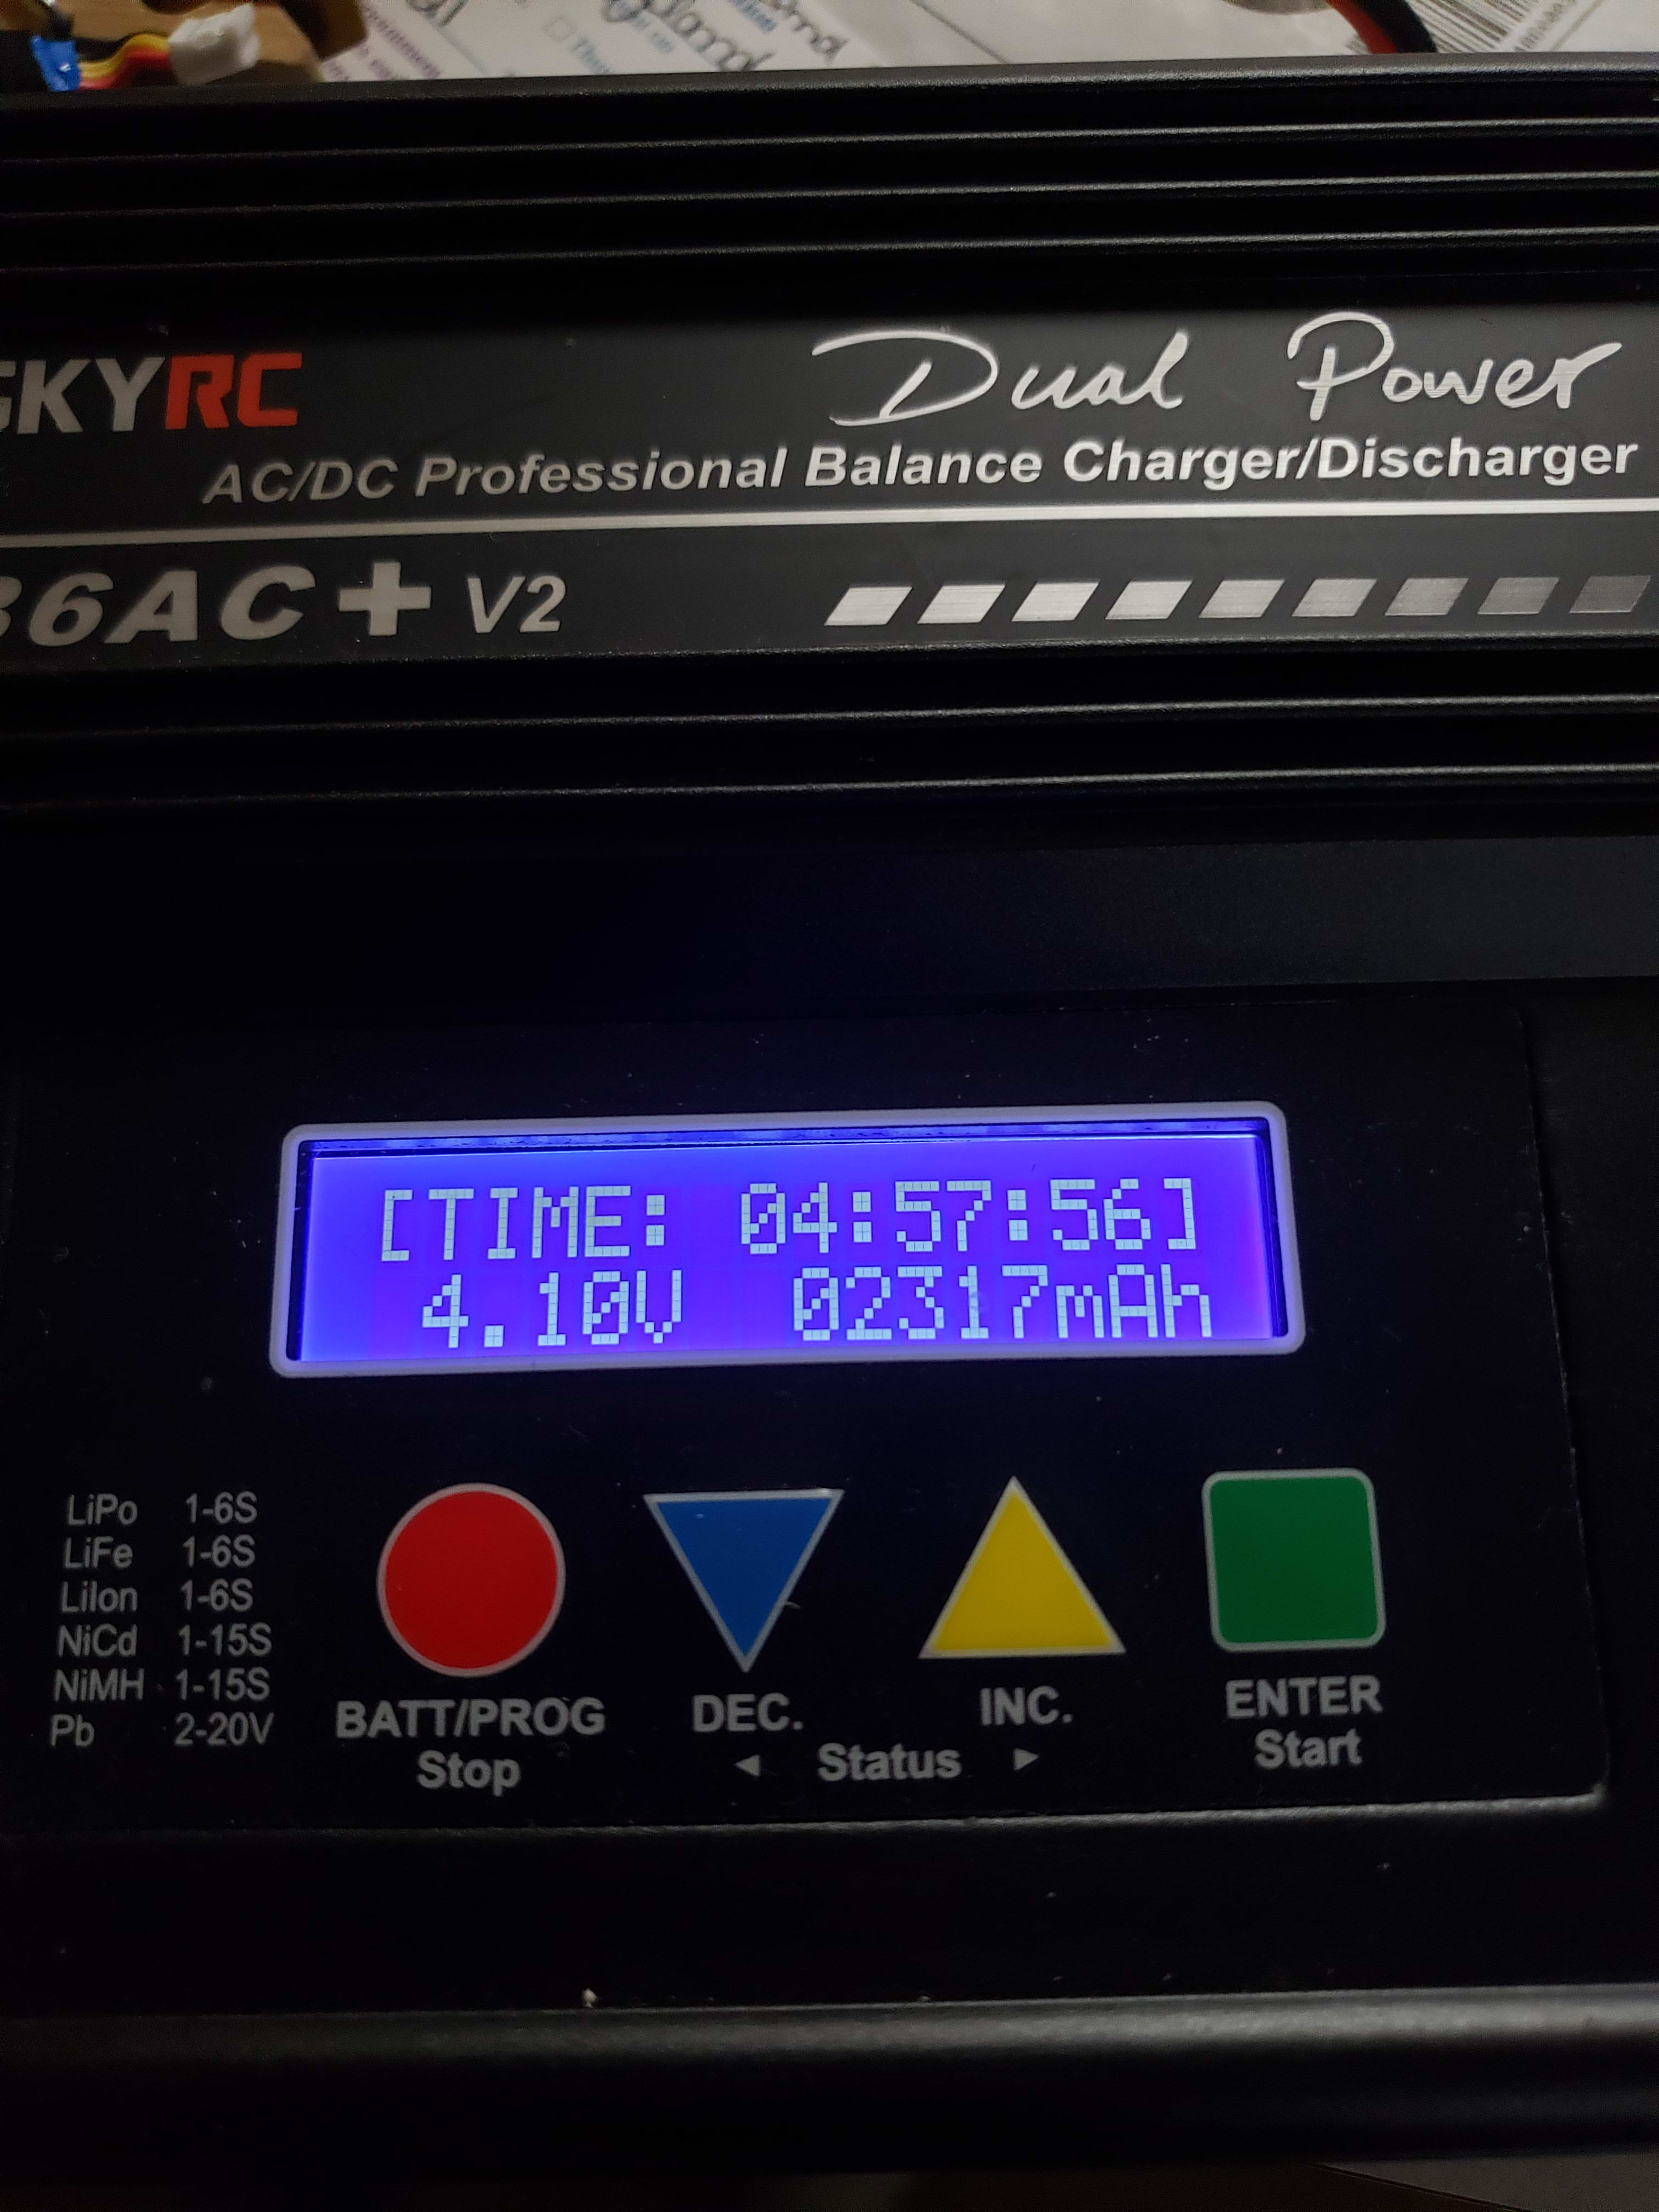 SKYRC
Dual Power
AC/DC Professional Balance Charger/Discharger
B6AC+ V2
[TIME: 04:57:56]
4.10V 02317mAh
LiPo 1-6S
LiFe 1-6S
LiIon 1-6S
NiCd 1-15S
NiMH 1-15S
Pb 2-20V
BATT/PROG
Stop
DEC.
INC.
◄ Status ►
ENTER
Start